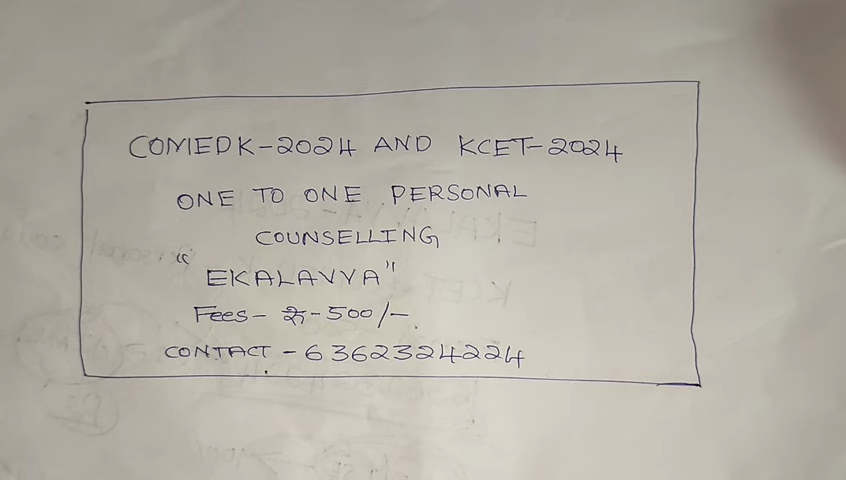 COMEDK-2024 AND KCET-2024
ONE TO ONE PERSONAL
COUNSELLING
"EKALAVYA"
Fees- रू-500/-
CONTACT - 6362324224